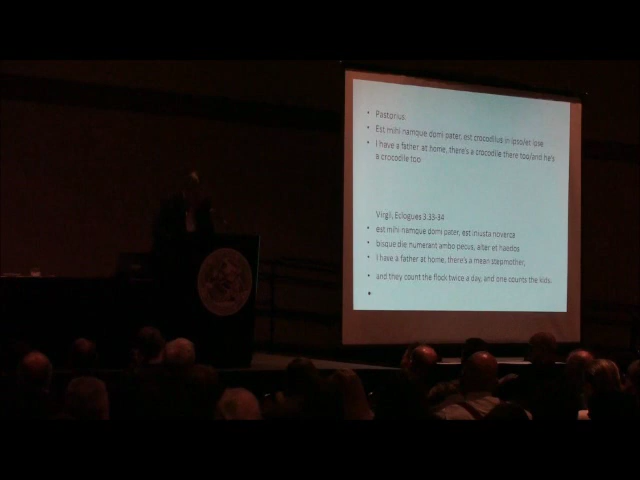 • Pastorius
• Est mihi namque domi pater, est crocodilus in ipso/et ipse
• I have a father at home, there's a crocodile there too/and he's
a crocodile too
Virgil, Eclogues 3.33-34
• est mihi namque domi pater, est iniusta noverca
• bisque die numerant ambo pecus, alter et haedos
• I have a father at home, there's a mean stepmother,
• and they count the flock twice a day, and one counts the kids.
•